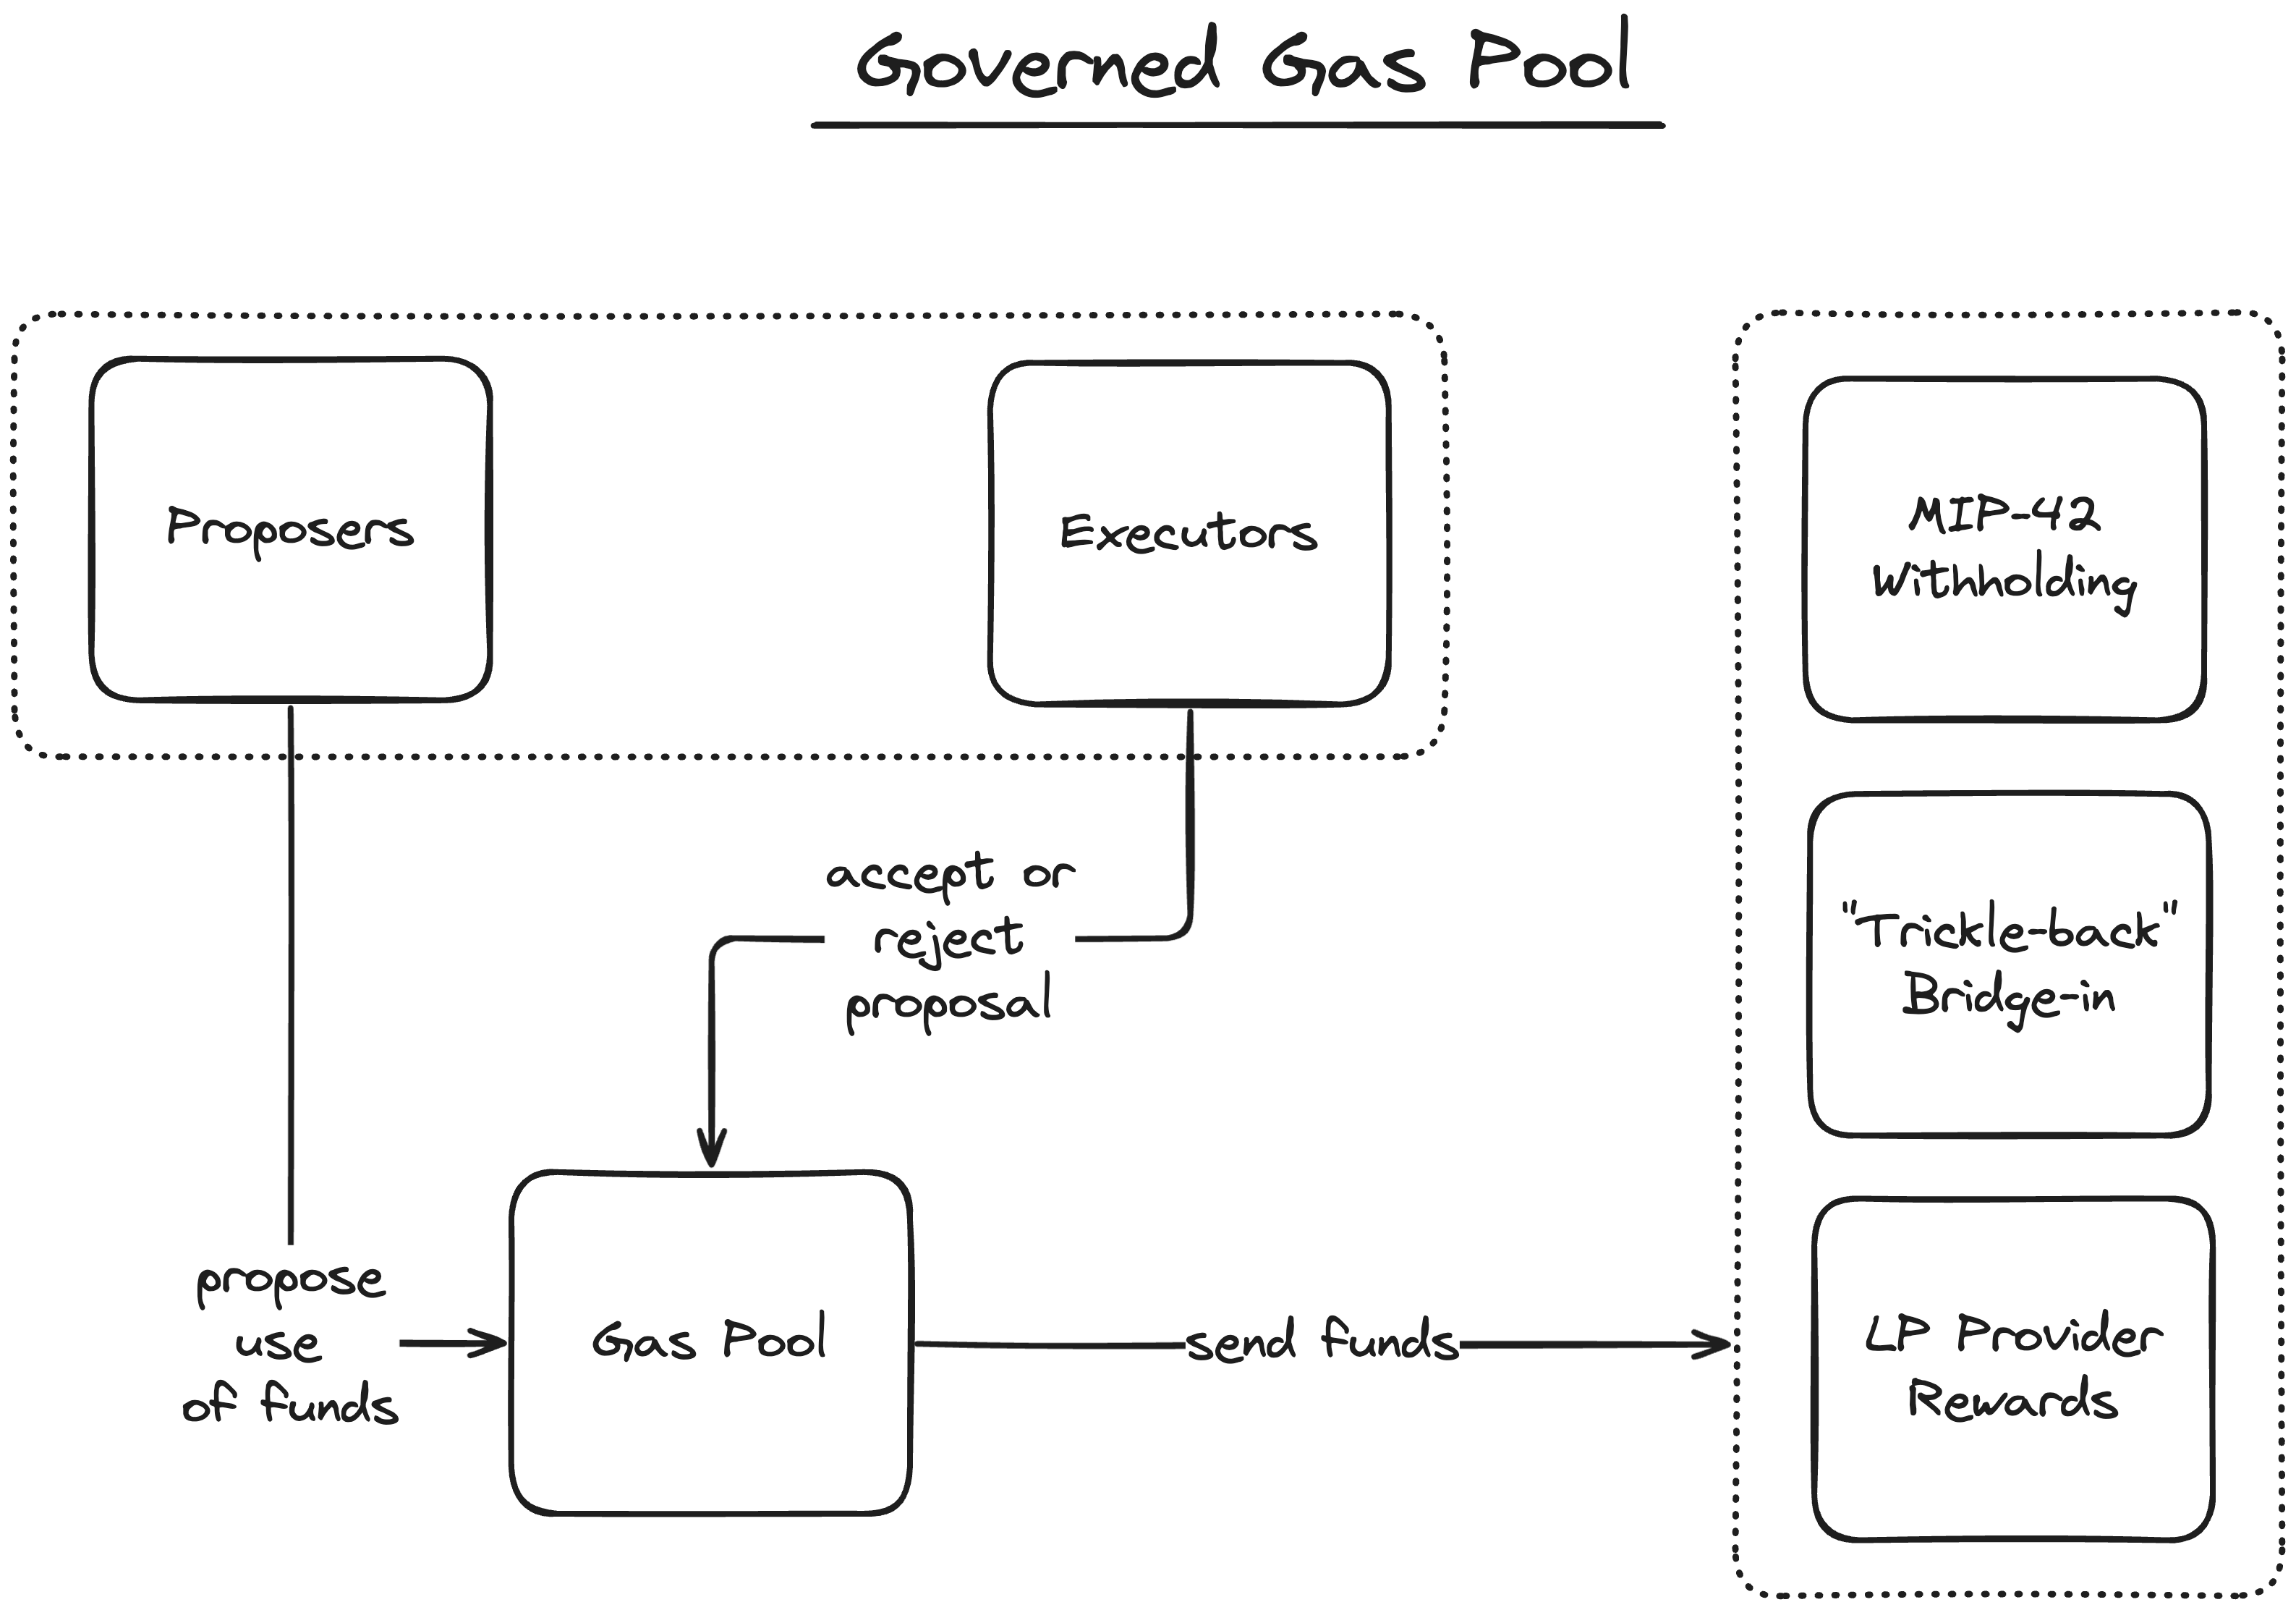 Governed Gas Pool
Proposers
Executors
MIP-42
Withholding
accept or
reject
proposal
"Trickle-back"
Bridge-in
propose
use
of funds
Gas Pool
send funds
LP Provider
Rewards